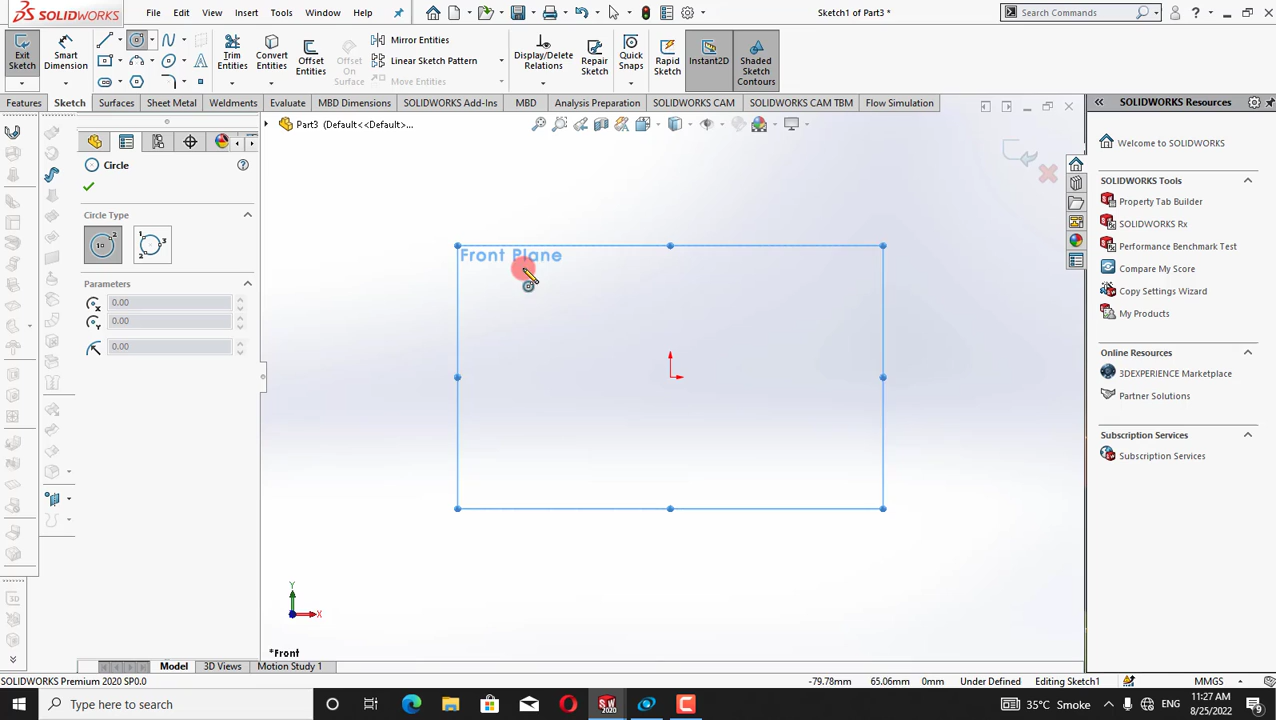 SOLIDWORKS
File
Edit
View
Insert
Tools
Window
Help
Sketch1 of Part3 *
Search Commands
Exit Sketch
Smart Dimension
Trim Entities
Convert Entities
Offset Entities
Offset On Surface
Mirror Entities
Linear Sketch Pattern
Move Entities
Display/Delete Relations
Repair Sketch
Quick Snaps
Rapid Sketch
Instant2D
Shaded Sketch Contours
Features
Sketch
Surfaces
Sheet Metal
Weldments
Evaluate
MBD Dimensions
SOLIDWORKS Add-Ins
MBD
Analysis Preparation
SOLIDWORKS CAM
SOLIDWORKS CAM TBM
Flow Simulation
Part3 (Default<<Default>...
Circle
Circle Type
Parameters
0.00
0.00
0.00
Front Plane
Y
X
*Front
SOLIDWORKS Resources
Welcome to SOLIDWORKS
SOLIDWORKS Tools
Property Tab Builder
SOLIDWORKS Rx
Performance Benchmark Test
Compare My Score
Copy Settings Wizard
My Products
Online Resources
3DEXPERIENCE Marketplace
Partner Solutions
Subscription Services
Subscription Services
Model
3D Views
Motion Study 1
SOLIDWORKS Premium 2020 SP0.0
-79.78mm
65.06mm
0mm
Under Defined
Editing Sketch1
MMGS
Type here to search
35°C Smoke
11:27 AM
8/25/2022